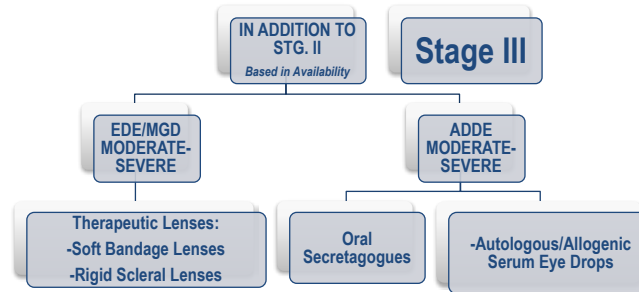 IN ADDITION TO
STG. II
Based in Availability
Stage III
EDE/MGD
MODERATE-
SEVERE
ADDE
MODERATE-
SEVERE
Therapeutic Lenses:
-Soft Bandage Lenses
-Rigid Scleral Lenses
Oral
Secretagogues
-Autologous/Allogenic
Serum Eye Drops